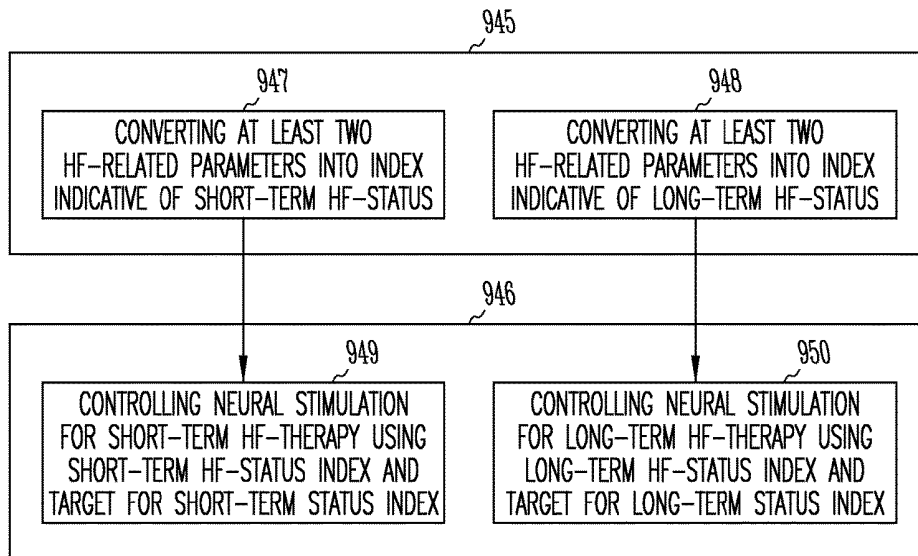 945
947
CONVERTING AT LEAST TWO
HF-RELATED PARAMETERS INTO INDEX
INDICATIVE OF SHORT-TERM HF-STATUS
948
CONVERTING AT LEAST TWO
HF-RELATED PARAMETERS INTO INDEX
INDICATIVE OF LONG-TERM HF-STATUS
946
949
CONTROLLING NEURAL STIMULATION
FOR SHORT-TERM HF-THERAPY USING
SHORT-TERM HF-STATUS INDEX AND
TARGET FOR SHORT-TERM STATUS INDEX
950
CONTROLLING NEURAL STIMULATION
FOR LONG-TERM HF-THERAPY USING
LONG-TERM HF-STATUS INDEX AND
TARGET FOR LONG-TERM STATUS INDEX